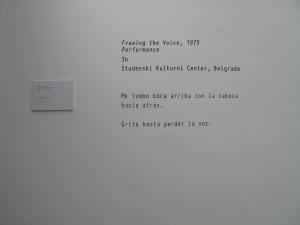 Freeing the Voice, 1975
Performance
3h
Studenski Kulturni Center, Belgrado
Me tumbo boca arriba con la cabeza
hacia atrás.
Grito hasta perder la voz.